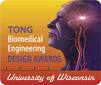 TONG
Biomedical
Engineering
DESIGN AWARDS
University of Wisconsin